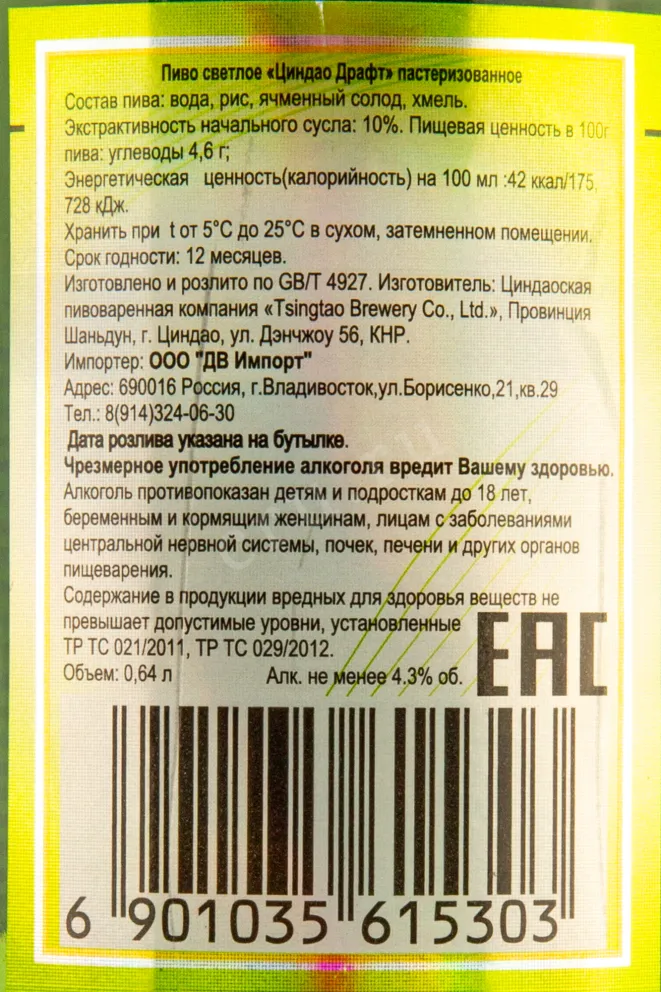 Пиво светлое «Циндао Драфт» пастеризованное
Состав пива: вода, рис, ячменный солод, хмель.
Экстрактивность начального сусла: 10%. Пищевая ценность в 100г
пива: углеводы 4,6 г;
Энергетическая ценность(калорийность) на 100 мл :42 ккал/175,
728 кДж.
Хранить при t от 5°С до 25°С в сухом, затемненном помещении.
Срок годности: 12 месяцев.
Изготовлено и розлито по GB/T 4927. Изготовитель: Циндаоская
пивоваренная компания «Tsingtao Brewery Co., Ltd.», Провинция
Шаньдун, г. Циндао, ул. Дэнчжоу 56, КНР.
Импортер: ООО "ДВ Импорт"
Адрес: 690016 Россия, г.Владивосток,ул.Борисенко,21,кв.29
Тел.: 8(914)324-06-30
Дата розлива указана на бутылке.
Чрезмерное употребление алкоголя вредит Вашему здоровью.
Алкоголь противопоказан детям и подросткам до 18 лет,
беременным и кормящим женщинам, лицам с заболеваниями
центральной нервной системы, почек, печени и других органов
пищеварения.
Содержание в продукции вредных для здоровья веществ не
превышает допустимые уровни, установленные
ТР ТС 021/2011, ТР ТС 029/2012.
Объем: 0,64 л Алк. не менее 4.3% об.
EAC
6 901035 615303